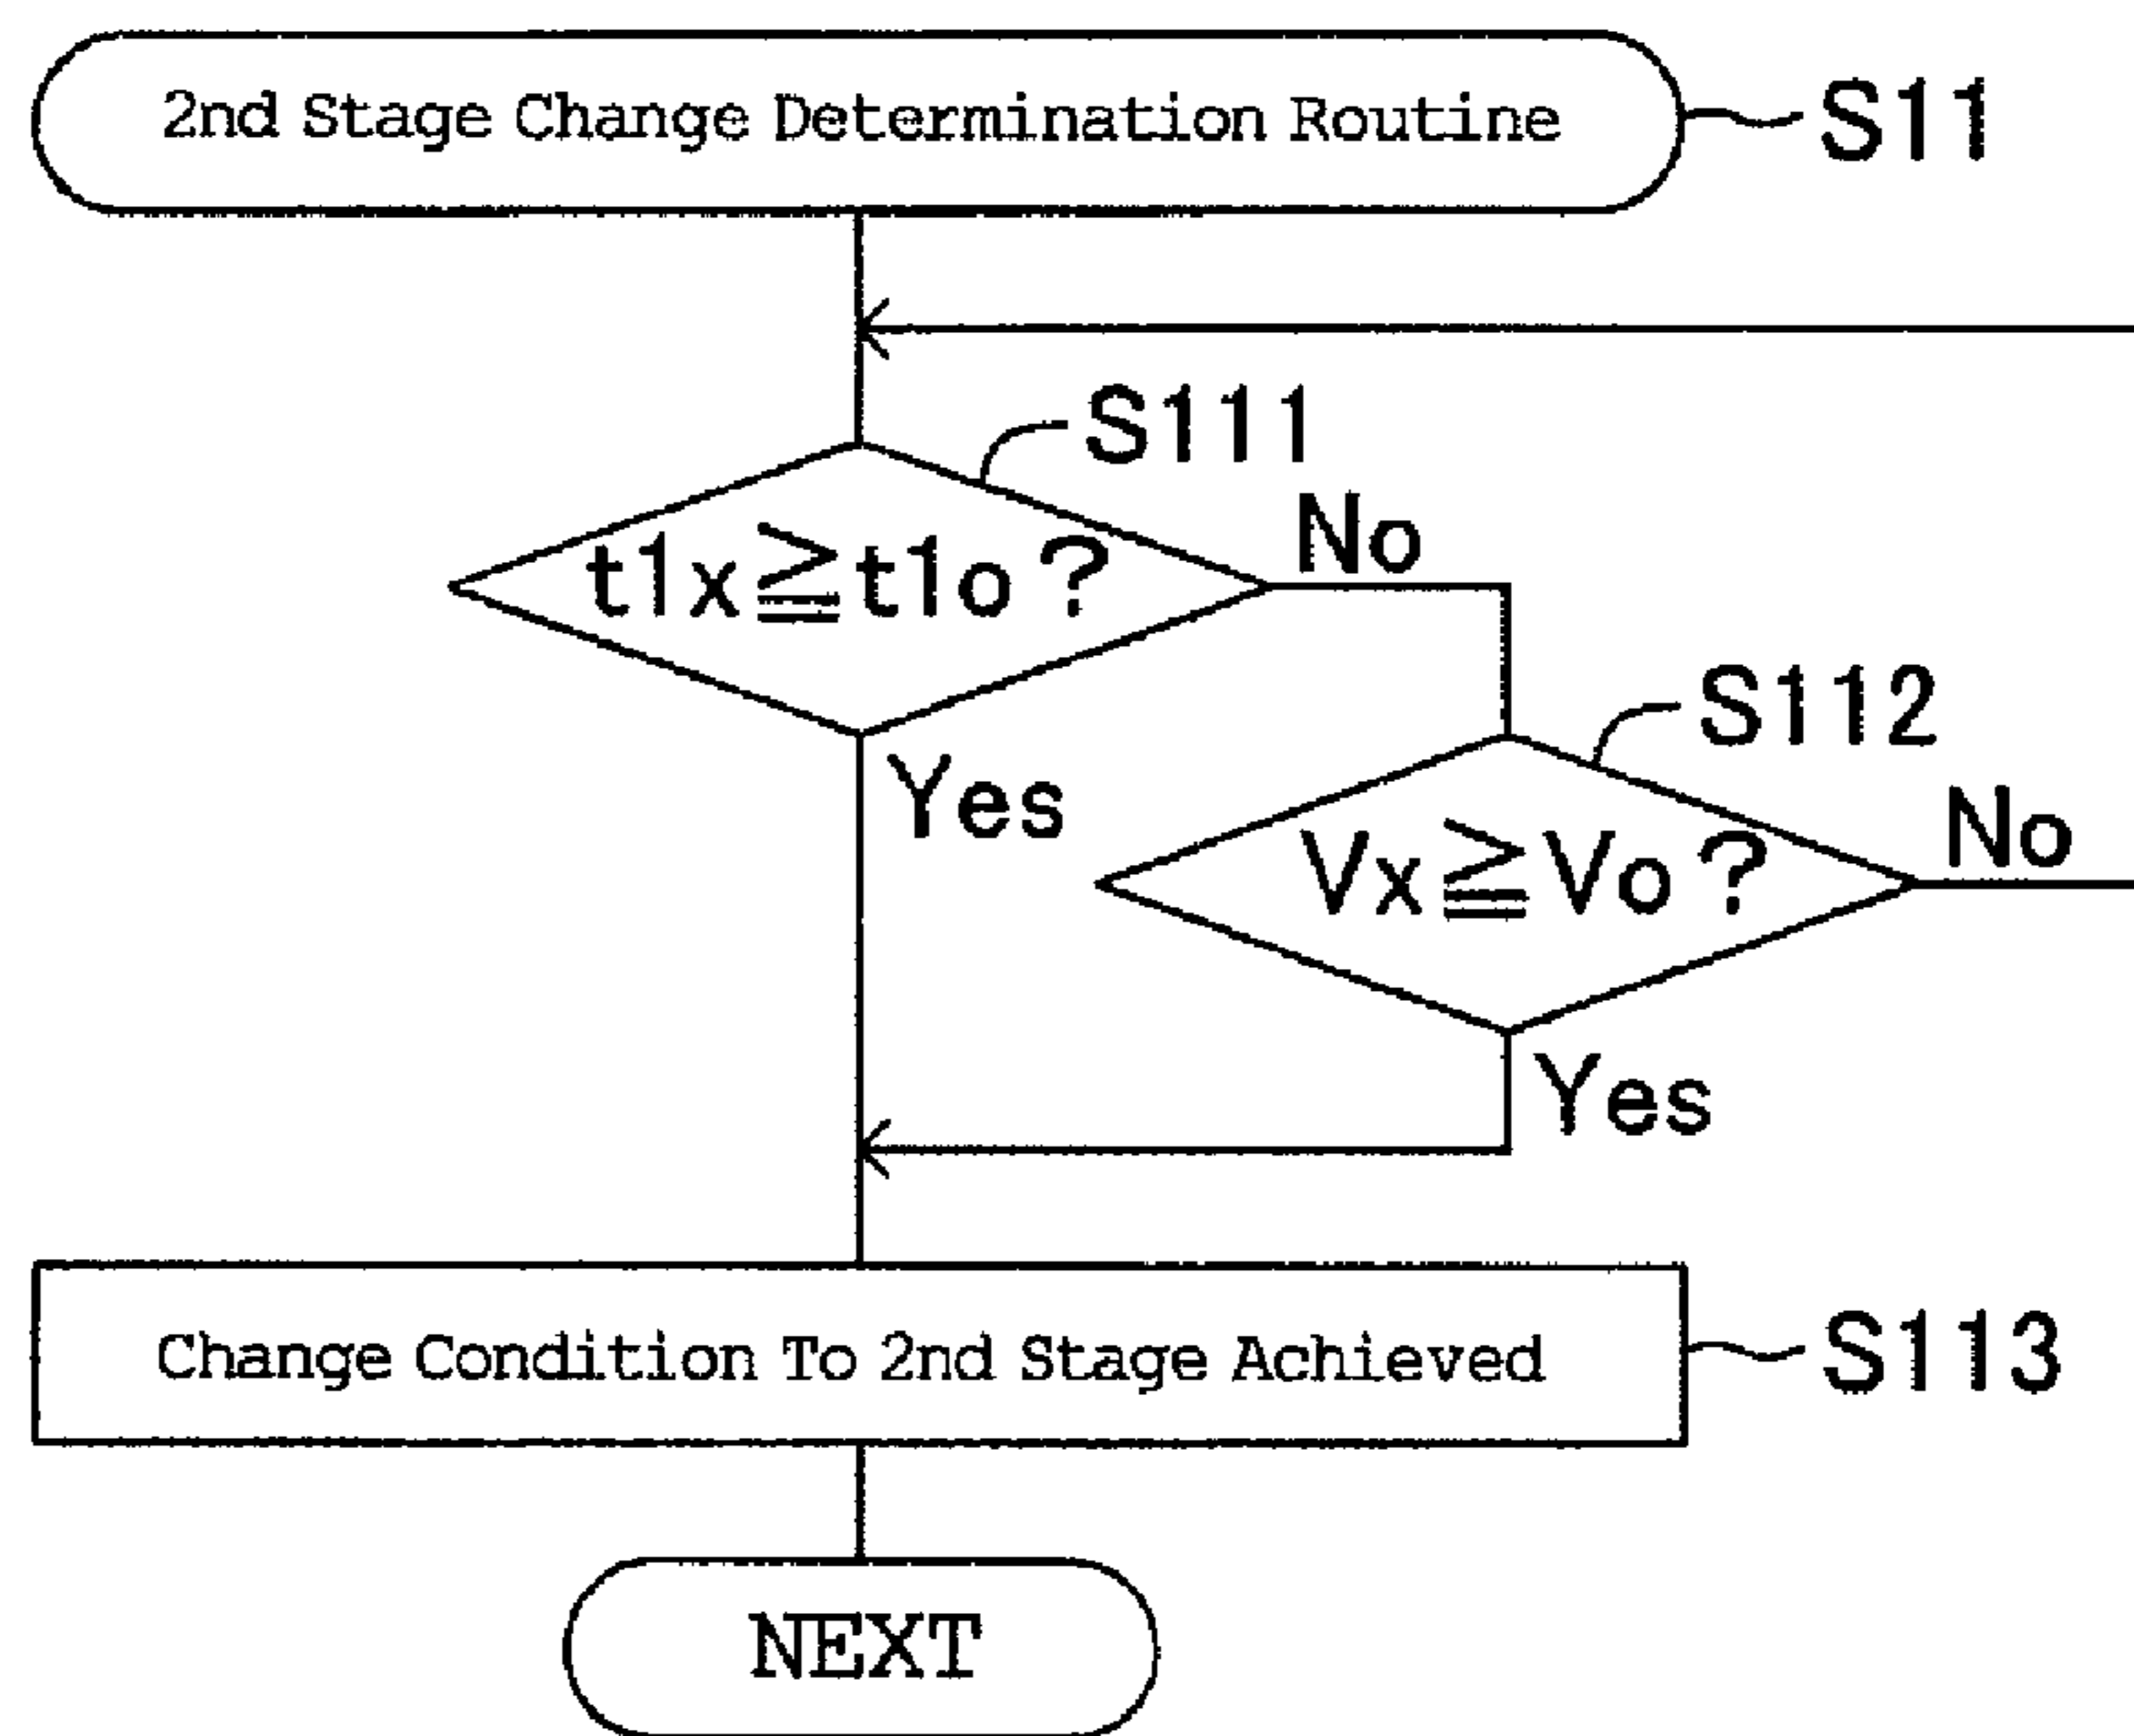 2nd Stage Change Determination Routine
S11
S111
t1x≧t1o?
No
S112
Yes
Vx≧Vo?
No
Yes
Change Condition To 2nd Stage Achieved
S113
NEXT